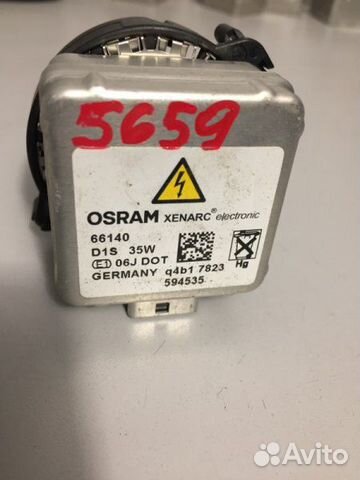 5659
OSRAM XENARC® electronic
66140
D1S 35W
E1 06J DOT
GERMANY q4b1 7823
594535
Hg
Avito